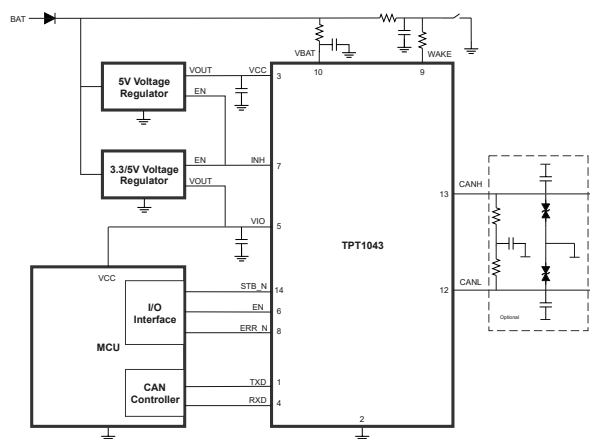 BAT
VBAT
WAKE
10
9
5V Voltage
Regulator
VOUT
VCC
3
EN
3.3/5V Voltage
Regulator
EN
INH
7
VOUT
VIO
5
TPT1043
13
CANH
12
CANL
Optional
VCC
I/O
Interface
MCU
STB_N
14
EN
6
ERR_N
8
CAN
Controller
TXD
1
RXD
4
2